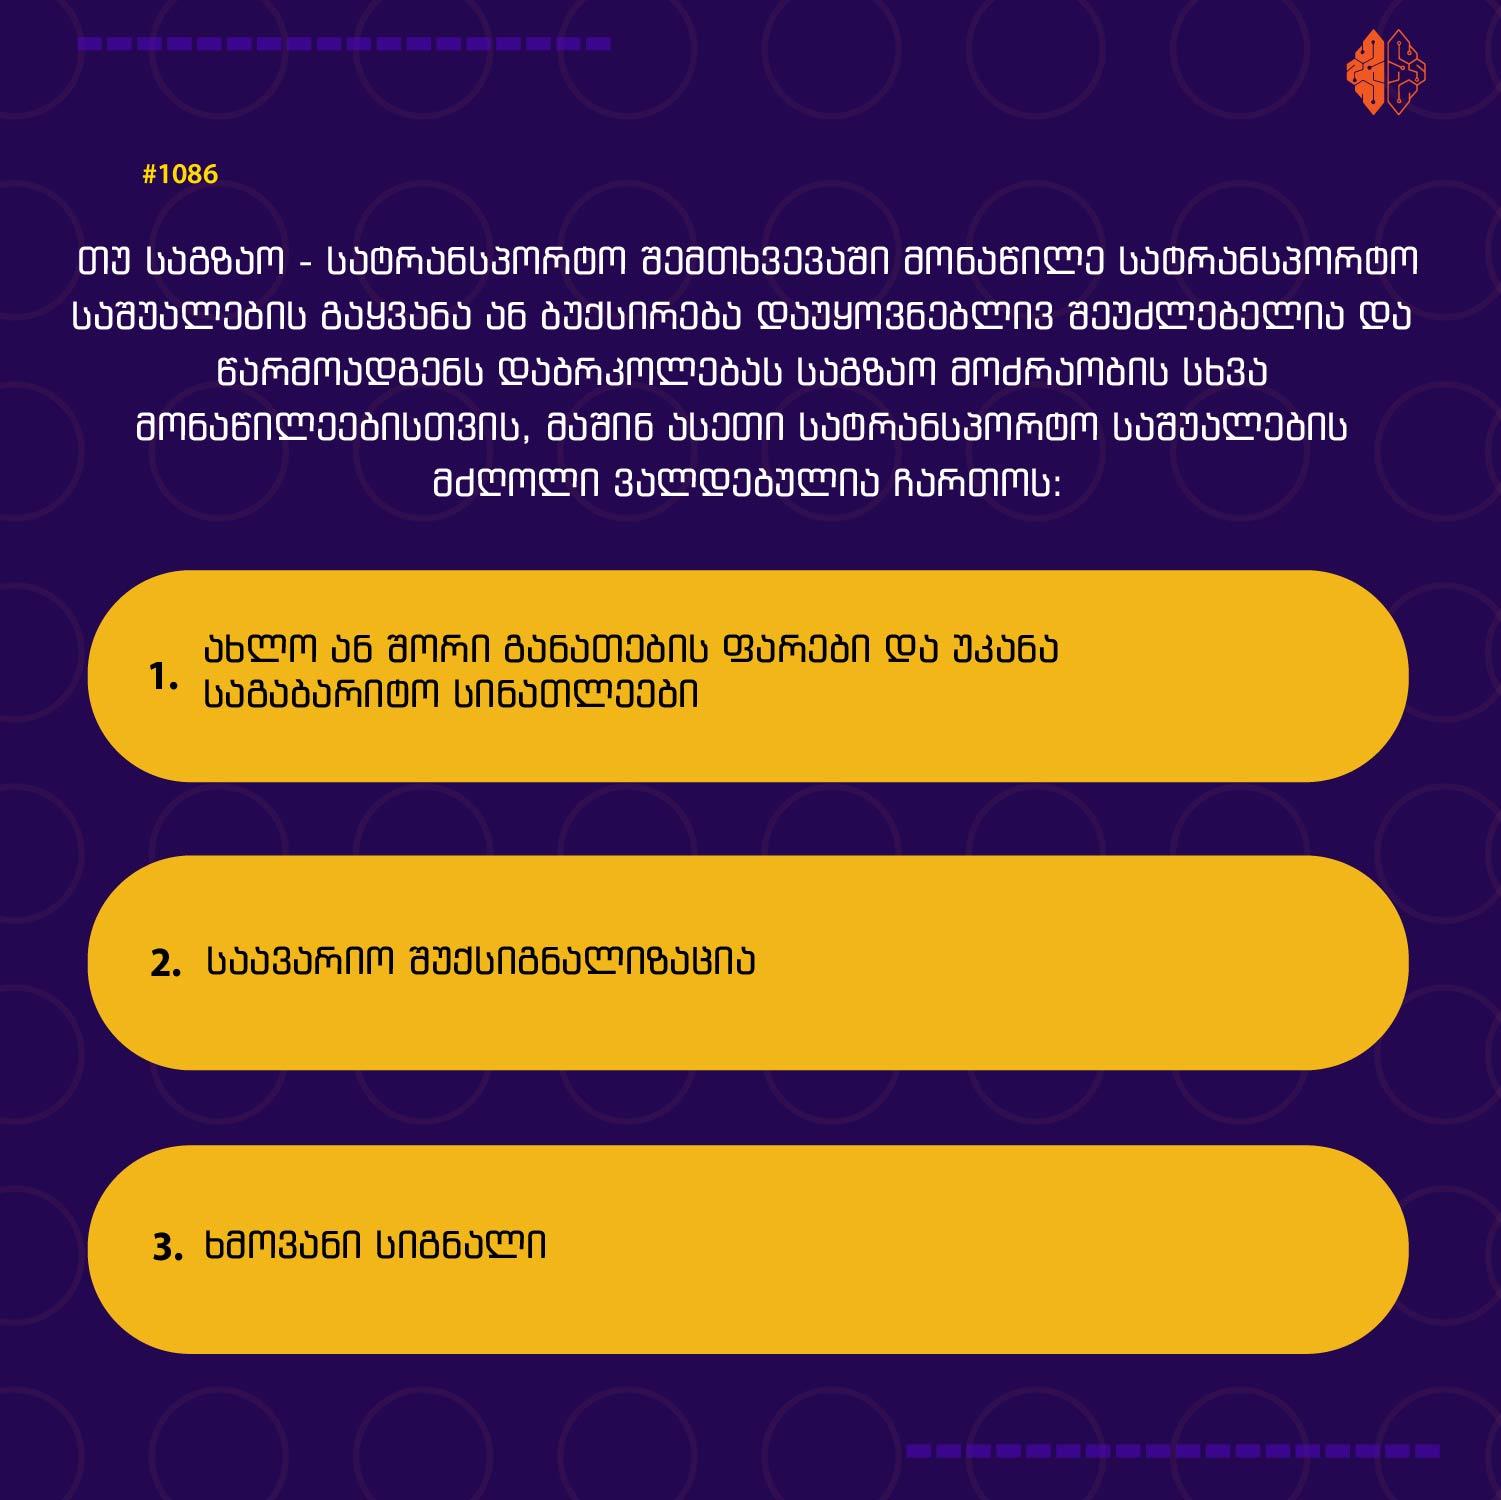 #1086
თუ საგზაო - სატრანსპორტო შემთხვევაში მონაწილე სატრანსპორტო
საშუალების გაყვანა ან ბუქსირება დაუყოვნებლივ შეუძლებელია და
წარმოადგენს დაბრკოლებას საგზაო მოძრაობის სხვა
მონაწილეებისთვის, მაშინ ასეთი სატრანსპორტო საშუალების
მძღოლი ვალდებულია ჩართოს:
1. ახლო ან შორი განათების ფარები და უკანა
საგაბარიტო სინათლეები
2. საავარიო შუქსიგნალიზაცია
3. ხმოვანი სიგნალი